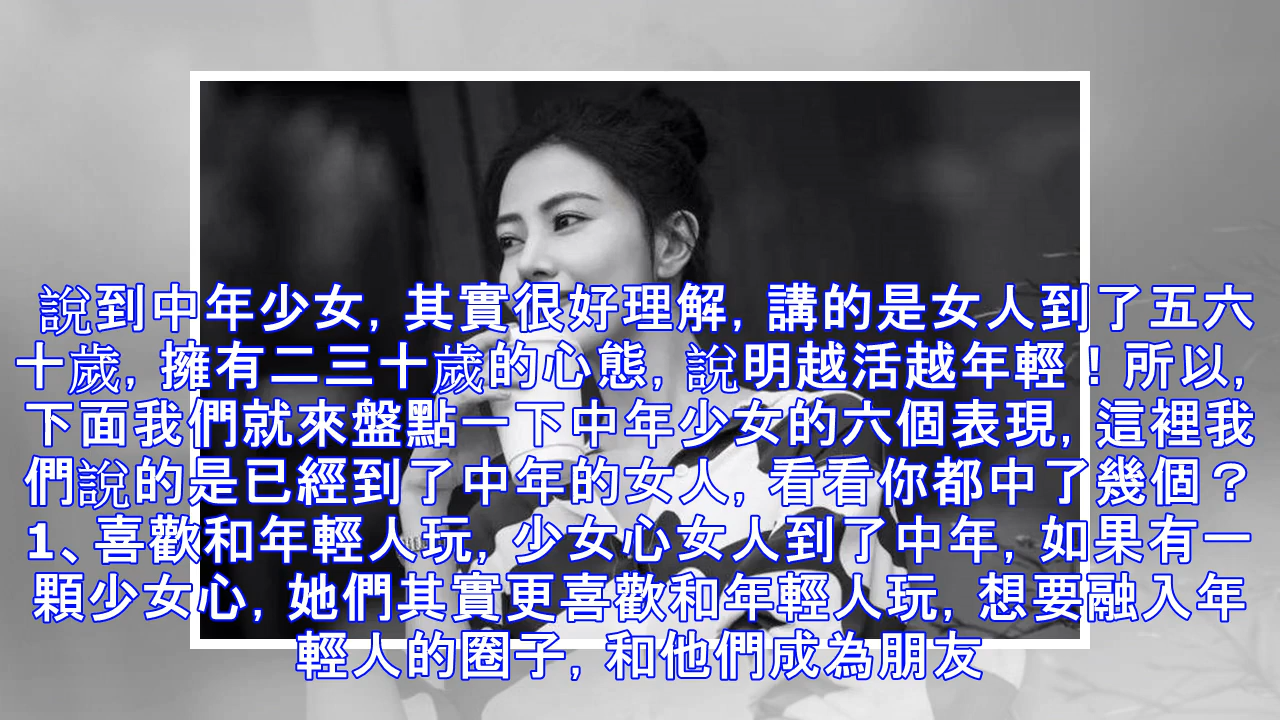 說到中年少女, 其實很好理解, 講的是女人到了五六
十歲, 擁有二三十歲的心態, 說明越活越年輕！所以,
下面我們就來盤點一下中年少女的六個表現, 這裡我
們說的是已經到了中年的女人, 看看你都中了幾個？
1、喜歡和年輕人玩, 少女心女人到了中年, 如果有一
顆少女心, 她們其實更喜歡和年輕人玩, 想要融入年
輕人的圈子, 和他們成為朋友